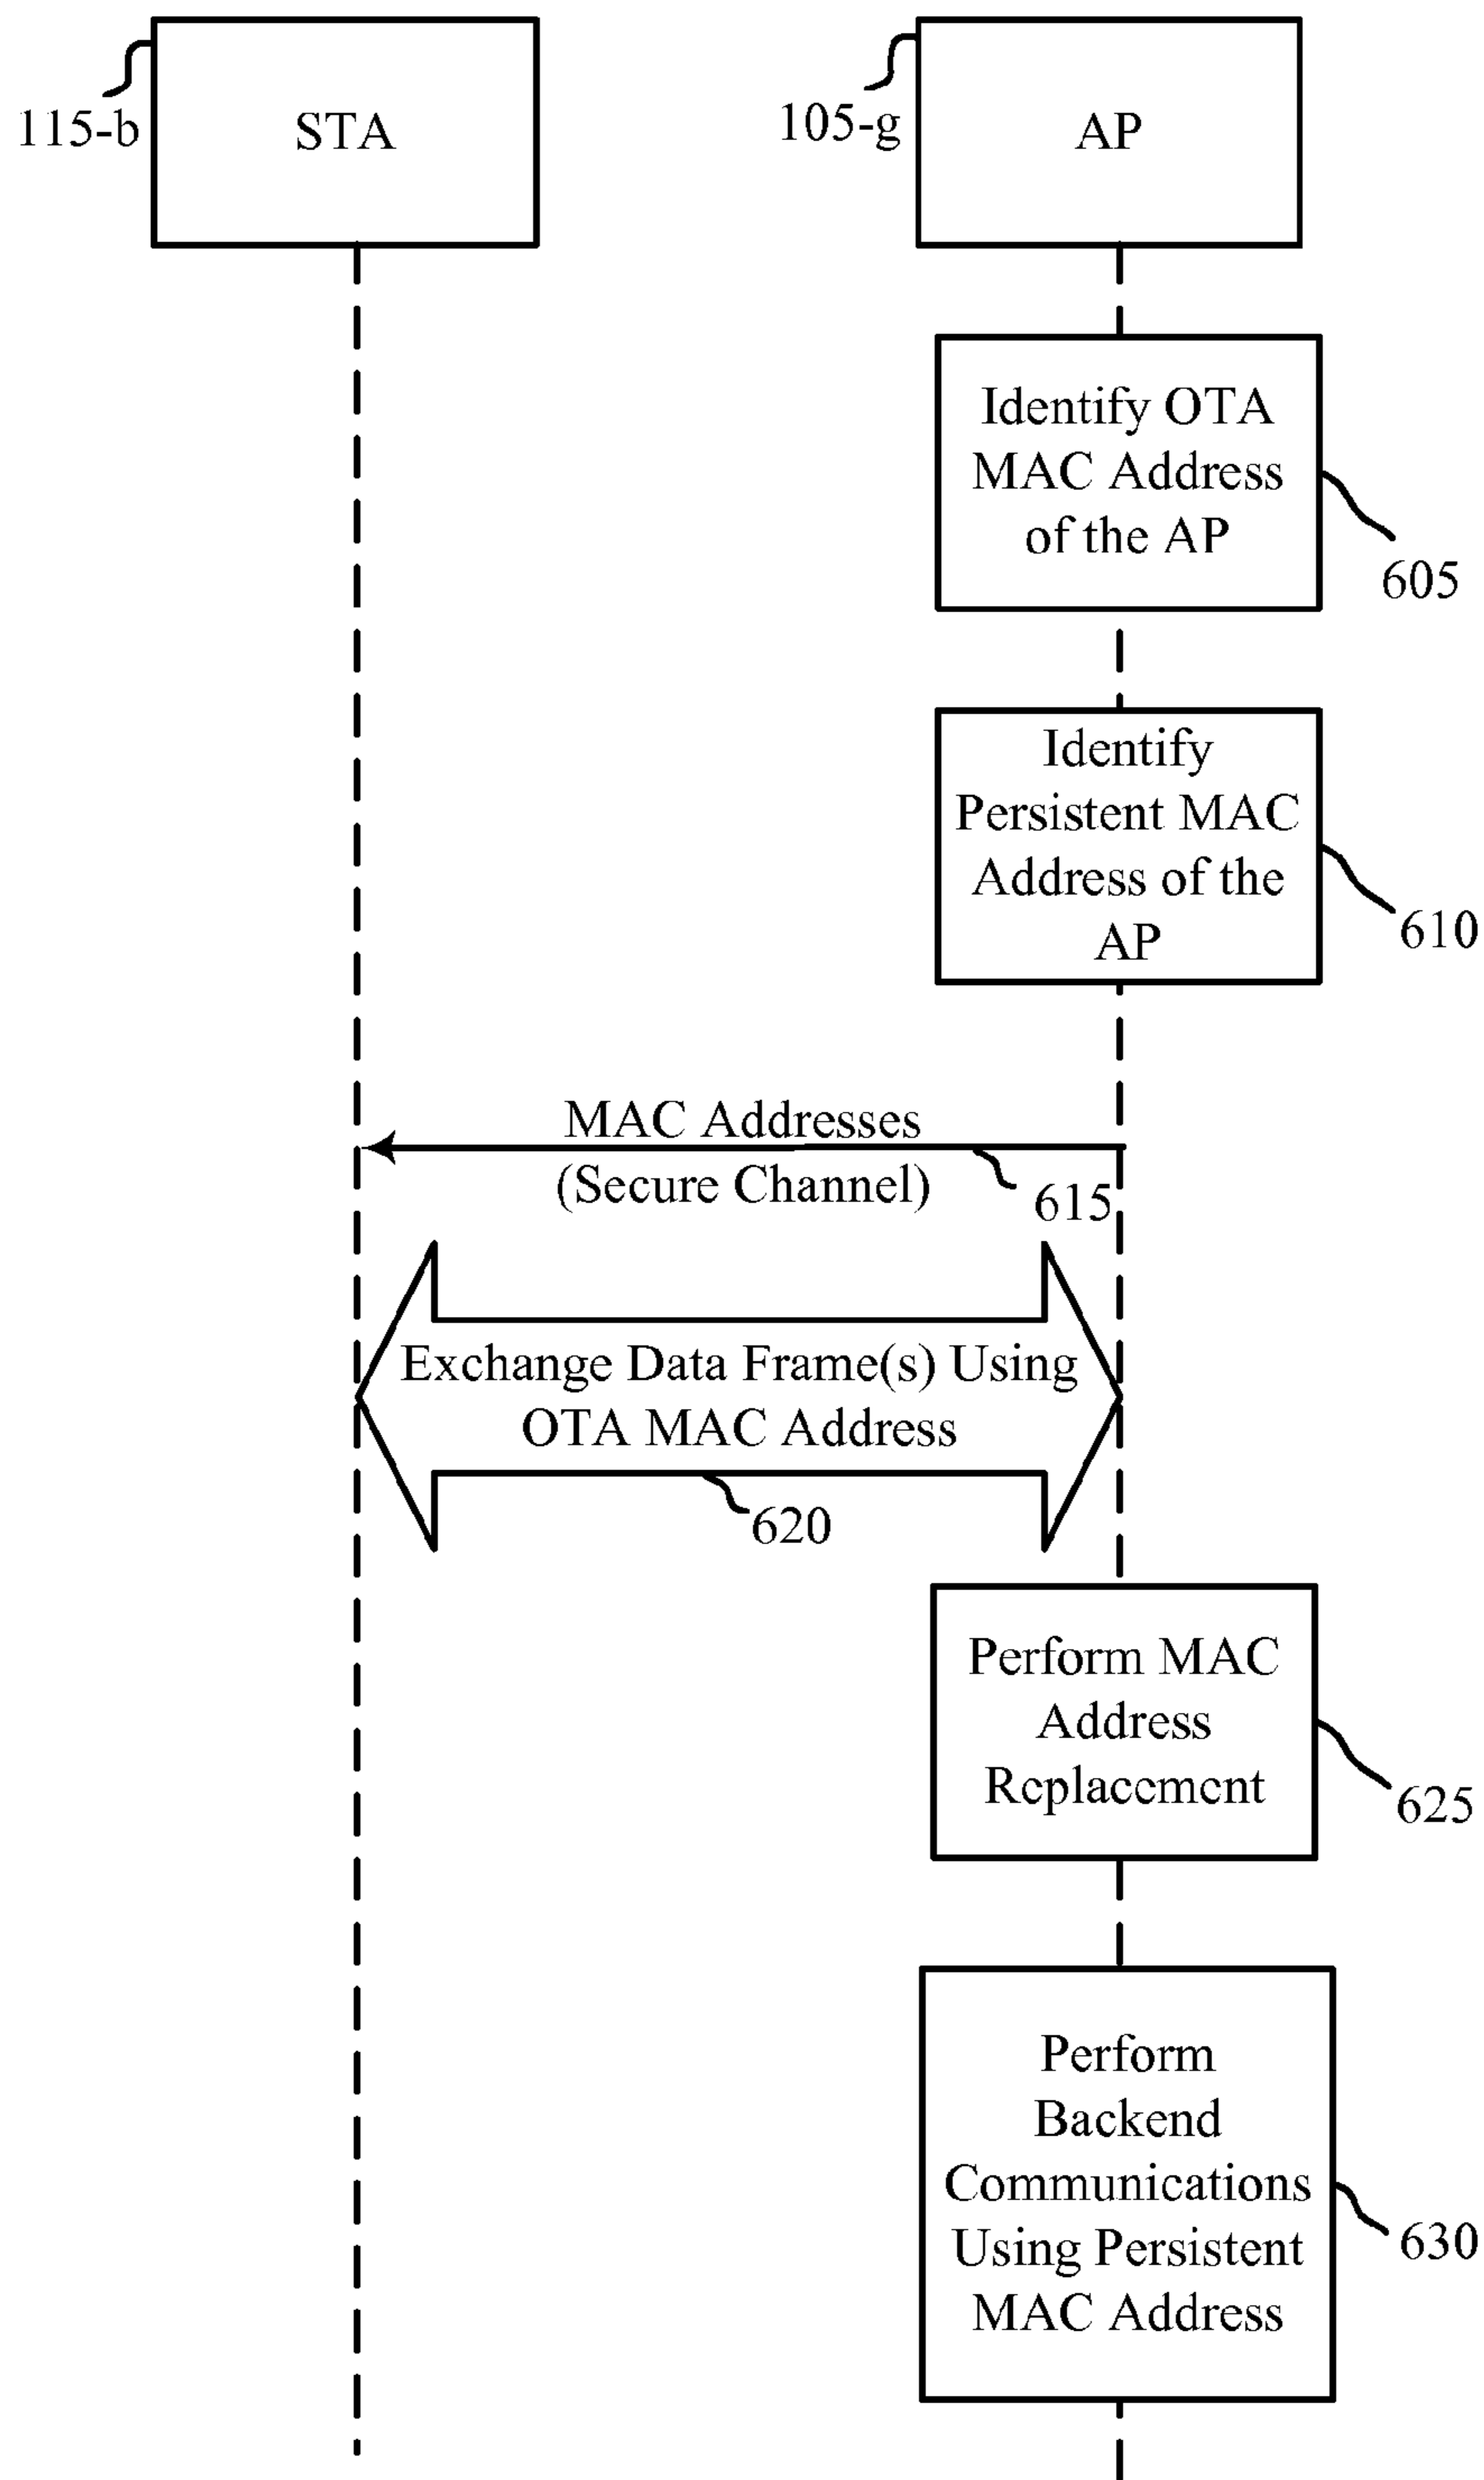 115-b
STA
105-g
AP
Identify OTA
MAC Address
of the AP
605
Identify
Persistent MAC
Address of the
AP
610
MAC Addresses
(Secure Channel)
615
Exchange Data Frame(s) Using
OTA MAC Address
620
Perform MAC
Address
Replacement
625
Perform
Backend
Communications
Using Persistent
MAC Address
630